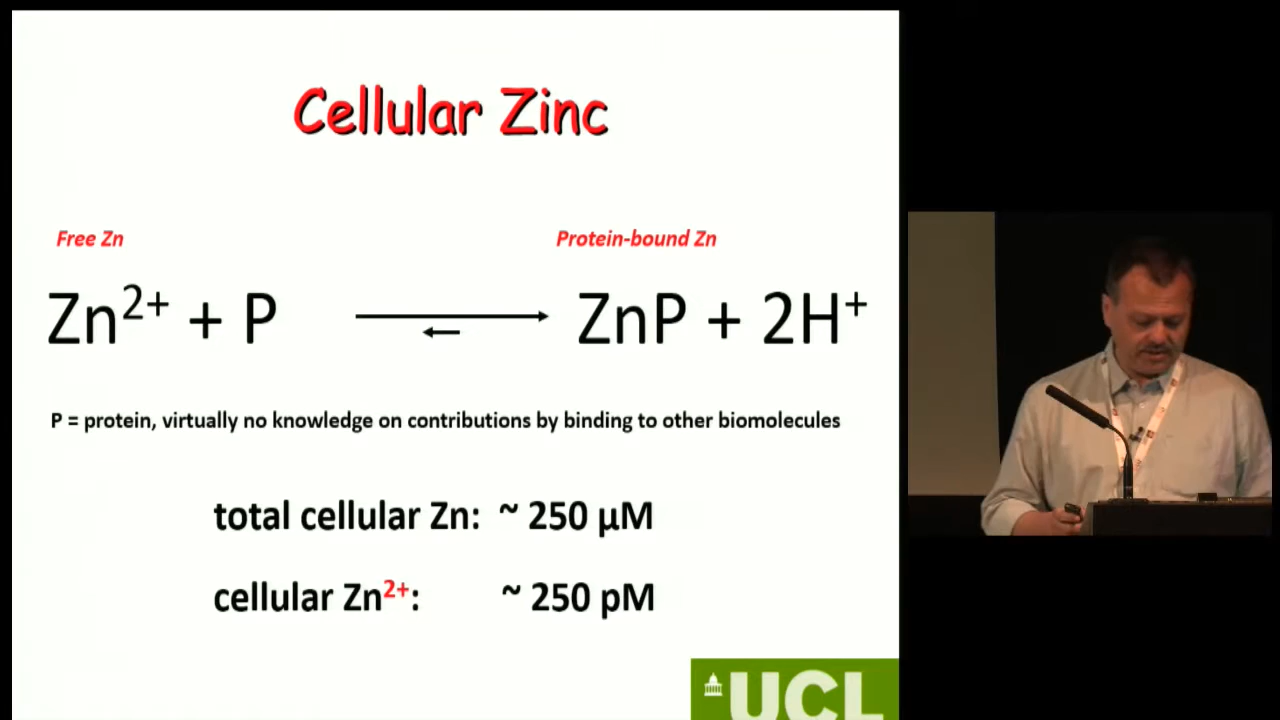 Cellular Zinc
Free Zn
Protein-bound Zn
Zn²⁺ + P
ZnP + 2H⁺
P = protein, virtually no knowledge on contributions by binding to other biomolecules
total cellular Zn: ~ 250 µM
cellular Zn²⁺: ~ 250 pM
UCL